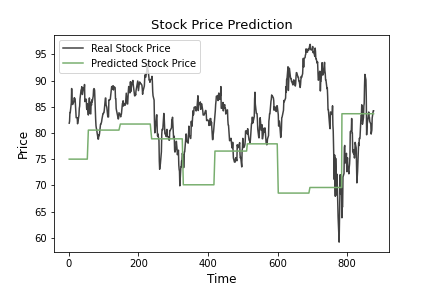 Stock Price Prediction
Real Stock Price
Predicted Stock Price
95
90
85
80
75
70
65
60
Price
0 200 400 600 800
Time